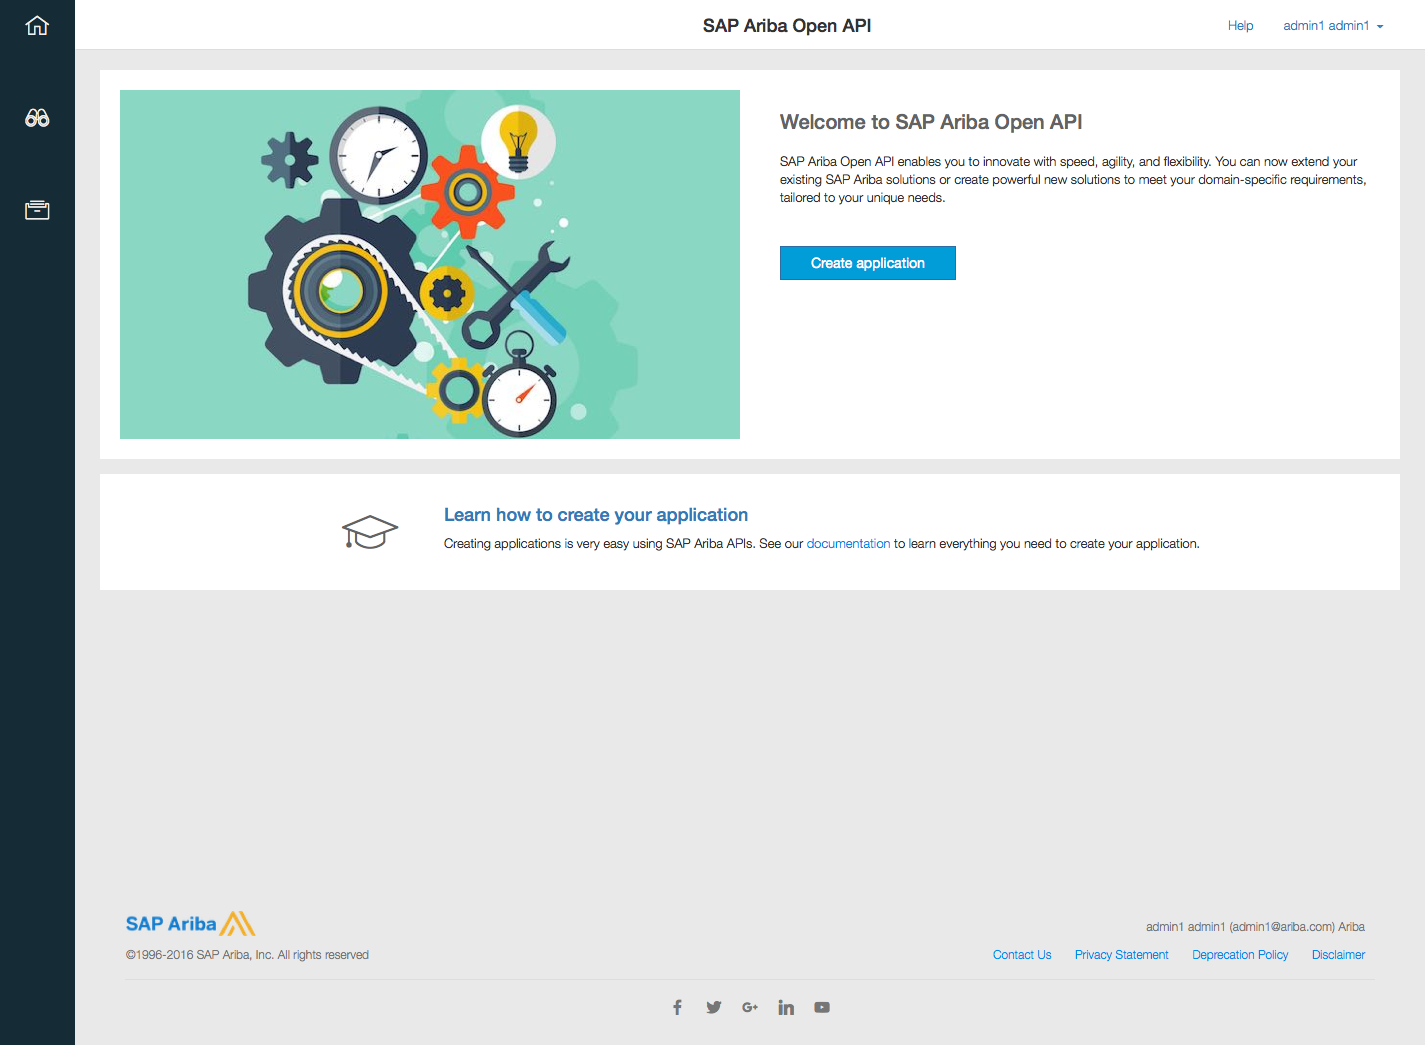 SAP Ariba Open API
Help
admin1 admin1
Welcome to SAP Ariba Open API
SAP Ariba Open API enables you to innovate with speed, agility, and flexibility. You can now extend your
existing SAP Ariba solutions or create powerful new solutions to meet your domain-specific requirements,
tailored to your unique needs.
Create application
Learn how to create your application
Creating applications is very easy using SAP Ariba APIs. See our documentation to learn everything you need to create your application.
SAP Ariba
©1996-2016 SAP Ariba, Inc. All rights reserved
admin1 admin1 (admin1@ariba.com) Ariba
Contact Us
Privacy Statement
Deprecation Policy
Disclaimer